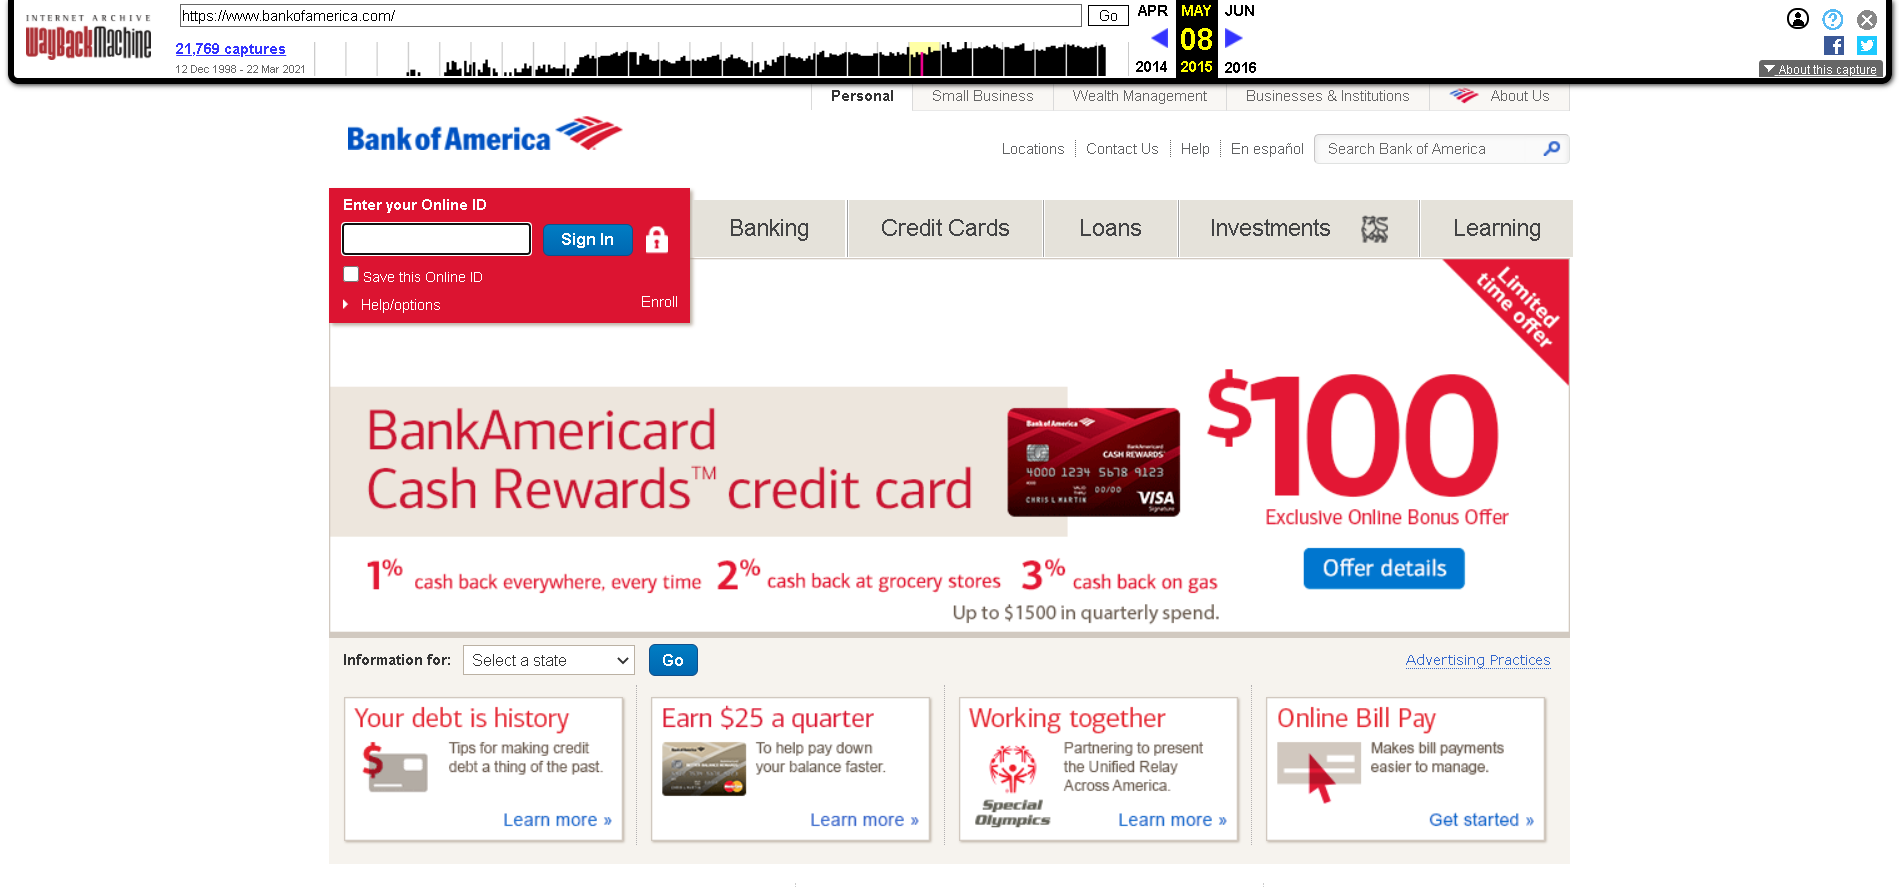 INTERNET ARCHIVE
WayBackMachine
https://www.bankofamerica.com/
Go
APR MAY JUN
21,769 captures
08
12 Dec 1998 - 22 Mar 2021
2014 2015 2016
About this capture
Personal
Small Business
Wealth Management
Businesses & Institutions
About Us
Bank of America
Locations
Contact Us
Help
En español
Search Bank of America
Enter your Online ID
Sign In
Save this Online ID
Help/options
Enroll
Banking
Credit Cards
Loans
Investments
Learning
Limited
time offer
BankAmericard
Cash Rewards™ credit card
Bank of America
BankAmericard
CASH REWARDS
4000 1234 5678 9123
4000
VALID THRU 00/00
CHRIS L MARTIN
VISA
Signature
$100
Exclusive Online Bonus Offer
Offer details
1% cash back everywhere, every time
2% cash back at grocery stores
3% cash back on gas
Up to $1500 in quarterly spend.
Information for:
Select a state
Go
Advertising Practices
Your debt is history
Tips for making credit
debt a thing of the past.
Learn more »
Earn $25 a quarter
To help pay down
your balance faster.
Learn more »
Working together
Partnering to present
the Unified Relay
Across America.
Special
Olympics
Learn more »
Online Bill Pay
Makes bill payments
easier to manage.
Get started »